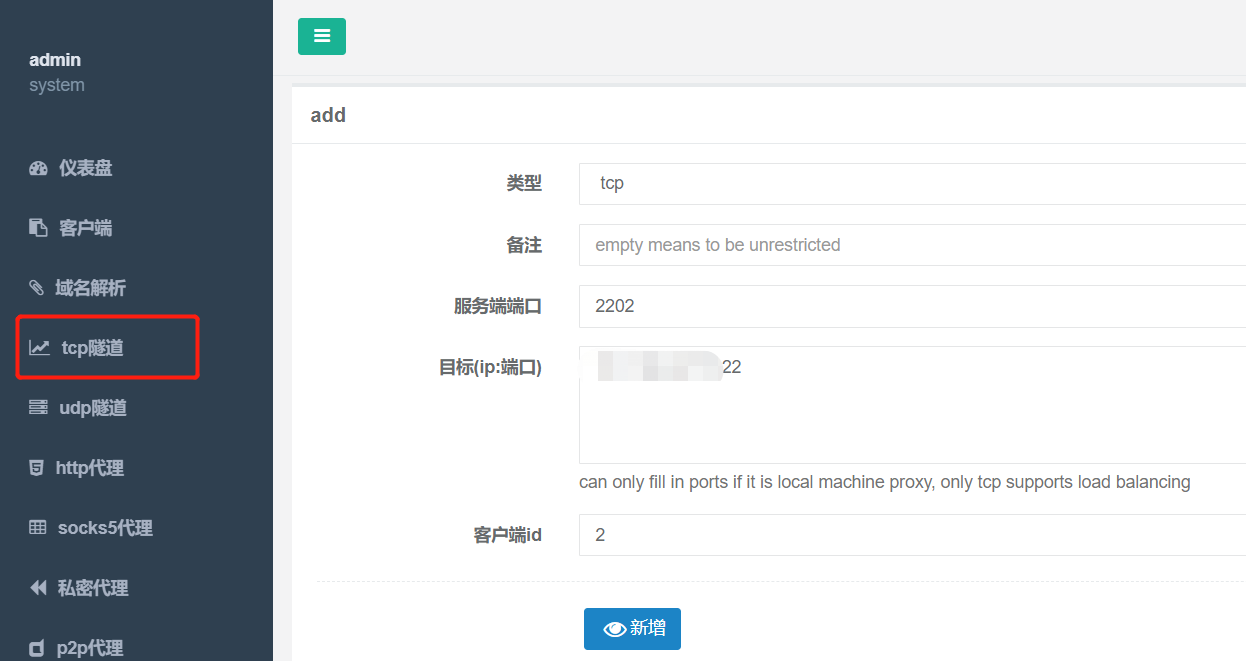 admin
system
仪表盘
客户端
域名解析
tcp隧道
udp隧道
http代理
socks5代理
私密代理
p2p代理
add
类型
tcp
备注
empty means to be unrestricted
服务端端口
2202
目标(ip:端口)
22
can only fill in ports if it is local machine proxy, only tcp supports load balancing
客户端id
2
新增